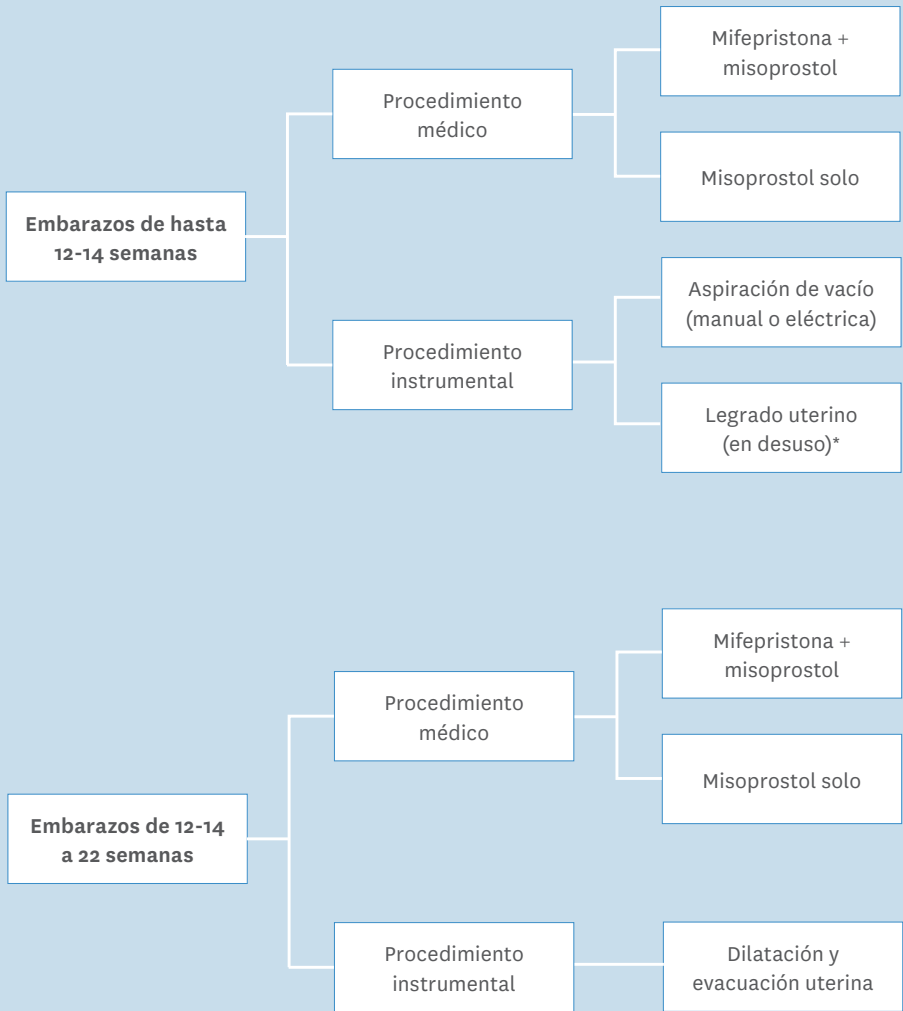 Mifepristona +
misoprostol
Procedimiento
médico
Misoprostol solo
Embarazos de hasta
12-14 semanas
Aspiración de vacío
(manual o eléctrica)
Procedimiento
instrumental
Legrado uterino
(en desuso)*
Mifepristona +
misoprostol
Procedimiento
médico
Misoprostol solo
Embarazos de 12-14
a 22 semanas
Procedimiento
instrumental
Dilatación y
evacuación uterina